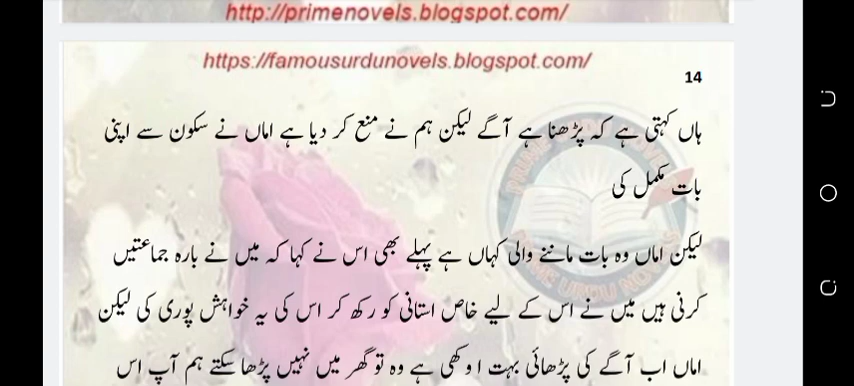 http://primenovels.blogspot.com/
https://famousurdunovels.blogspot.com/
14
ہاں کہتی ہے کہ پڑھنا ہے آگے لیکن ہم نے منع کر دیا ہے اماں نے سکون سے اپنی
بات مکمل کی
لیکن اماں وہ بات ماننے والی کہاں ہے پہلے بھی اس نے کہا کہ میں نے بارہ جماعتیں
کرنی ہیں میں نے اس کے لیے خاص استانی کو رکھ کر اس کی یہ خواہش پوری کی لیکن
اماں اب آگے کی پڑھائی بہت اوکھی ہے وہ تو گھر میں نہیں پڑھا سکتے ہم آپ اس